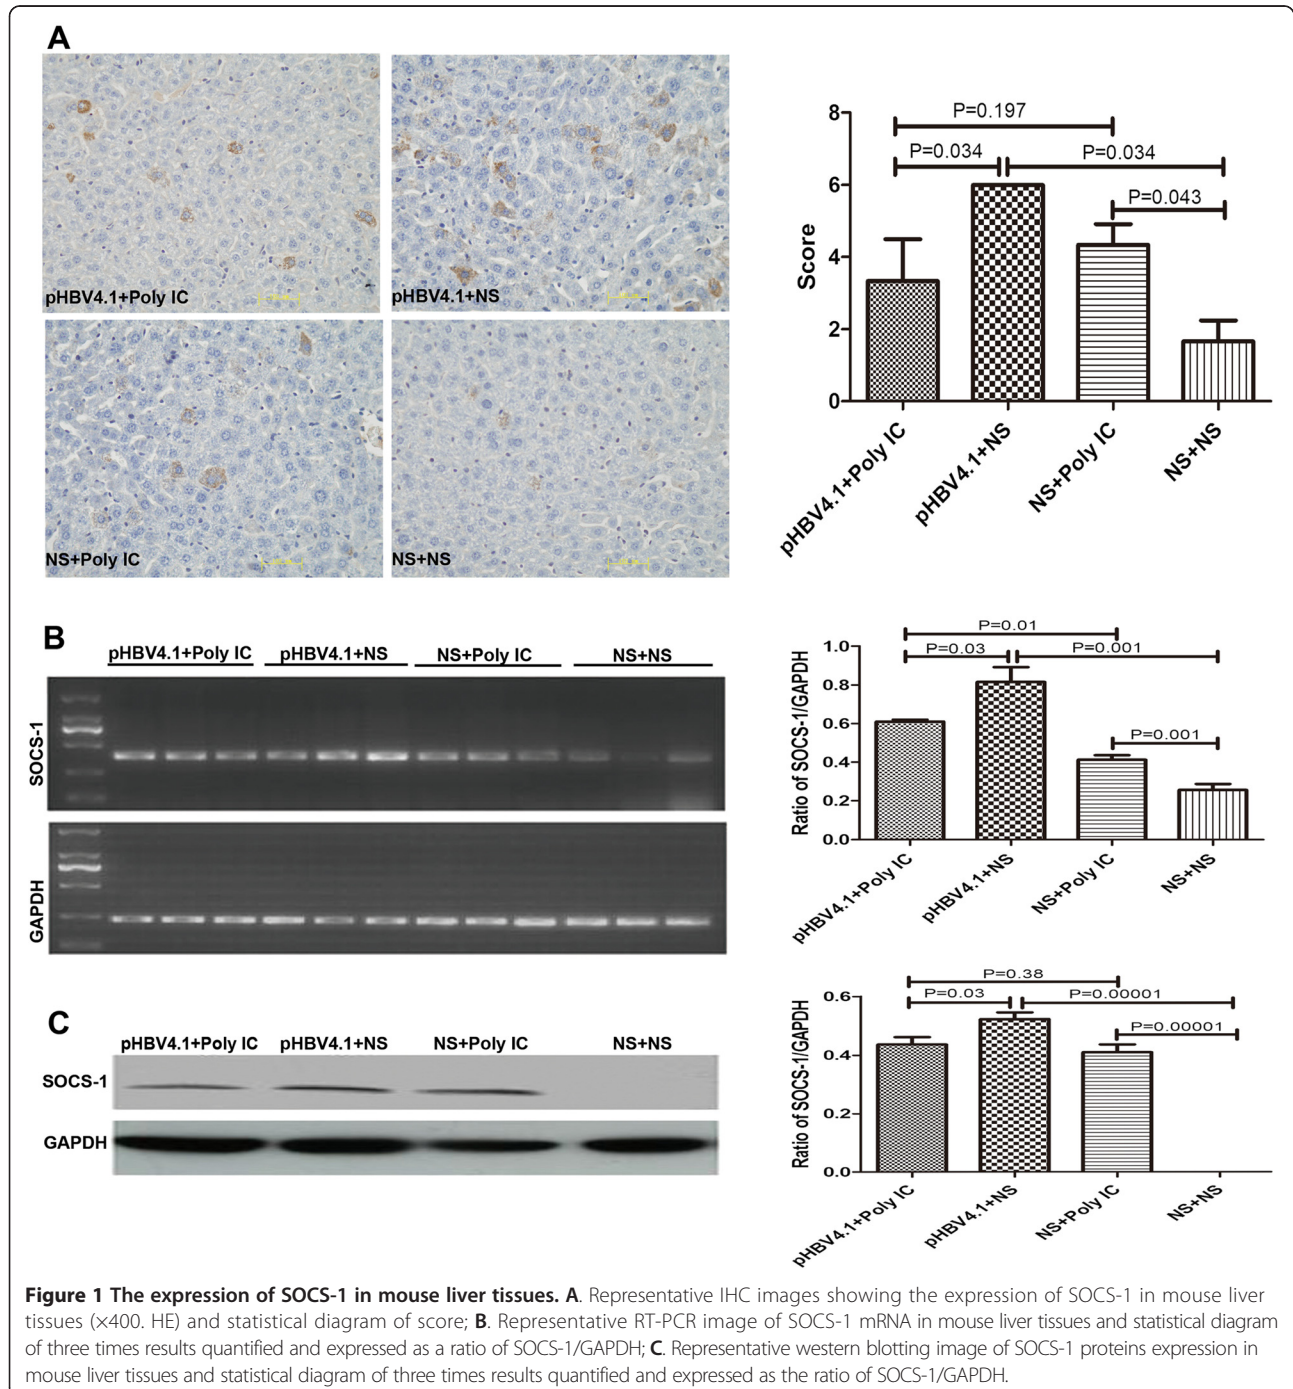 A
pHBV4.1+Poly IC
pHBV4.1+NS
NS+Poly IC
NS+NS
Score
8
6
4
2
0
P=0.197
P=0.034
P=0.034
P=0.043
pHBV4.1+Poly IC
pHBV4.1+NS
NS+Poly IC
NS+NS
B
pHBV4.1+Poly IC
pHBV4.1+NS
NS+Poly IC
NS+NS
SOCS-1
GAPDH
Ratio of SOCS-1/GAPDH
1.0
0.8
0.6
0.4
0.2
0.0
P=0.01
P=0.03
P=0.001
P=0.001
pHBV4.1+Poly IC
pHBV4.1+NS
NS+Poly IC
NS+NS
C
pHBV4.1+Poly IC
pHBV4.1+NS
NS+Poly IC
NS+NS
SOCS-1
GAPDH
Ratio of SOCS-1/GAPDH
0.6
0.4
0.2
0.0
P=0.38
P=0.03
P=0.00001
P=0.00001
pHBV4.1+Poly IC
pHBV4.1+NS
NS+Poly IC
NS+NS
Figure 1 The expression of SOCS-1 in mouse liver tissues. A. Representative IHC images showing the expression of SOCS-1 in mouse liver
tissues (×400. HE) and statistical diagram of score; B. Representative RT-PCR image of SOCS-1 mRNA in mouse liver tissues and statistical diagram
of three times results quantified and expressed as a ratio of SOCS-1/GAPDH; C. Representative western blotting image of SOCS-1 proteins expression in
mouse liver tissues and statistical diagram of three times results quantified and expressed as the ratio of SOCS-1/GAPDH.